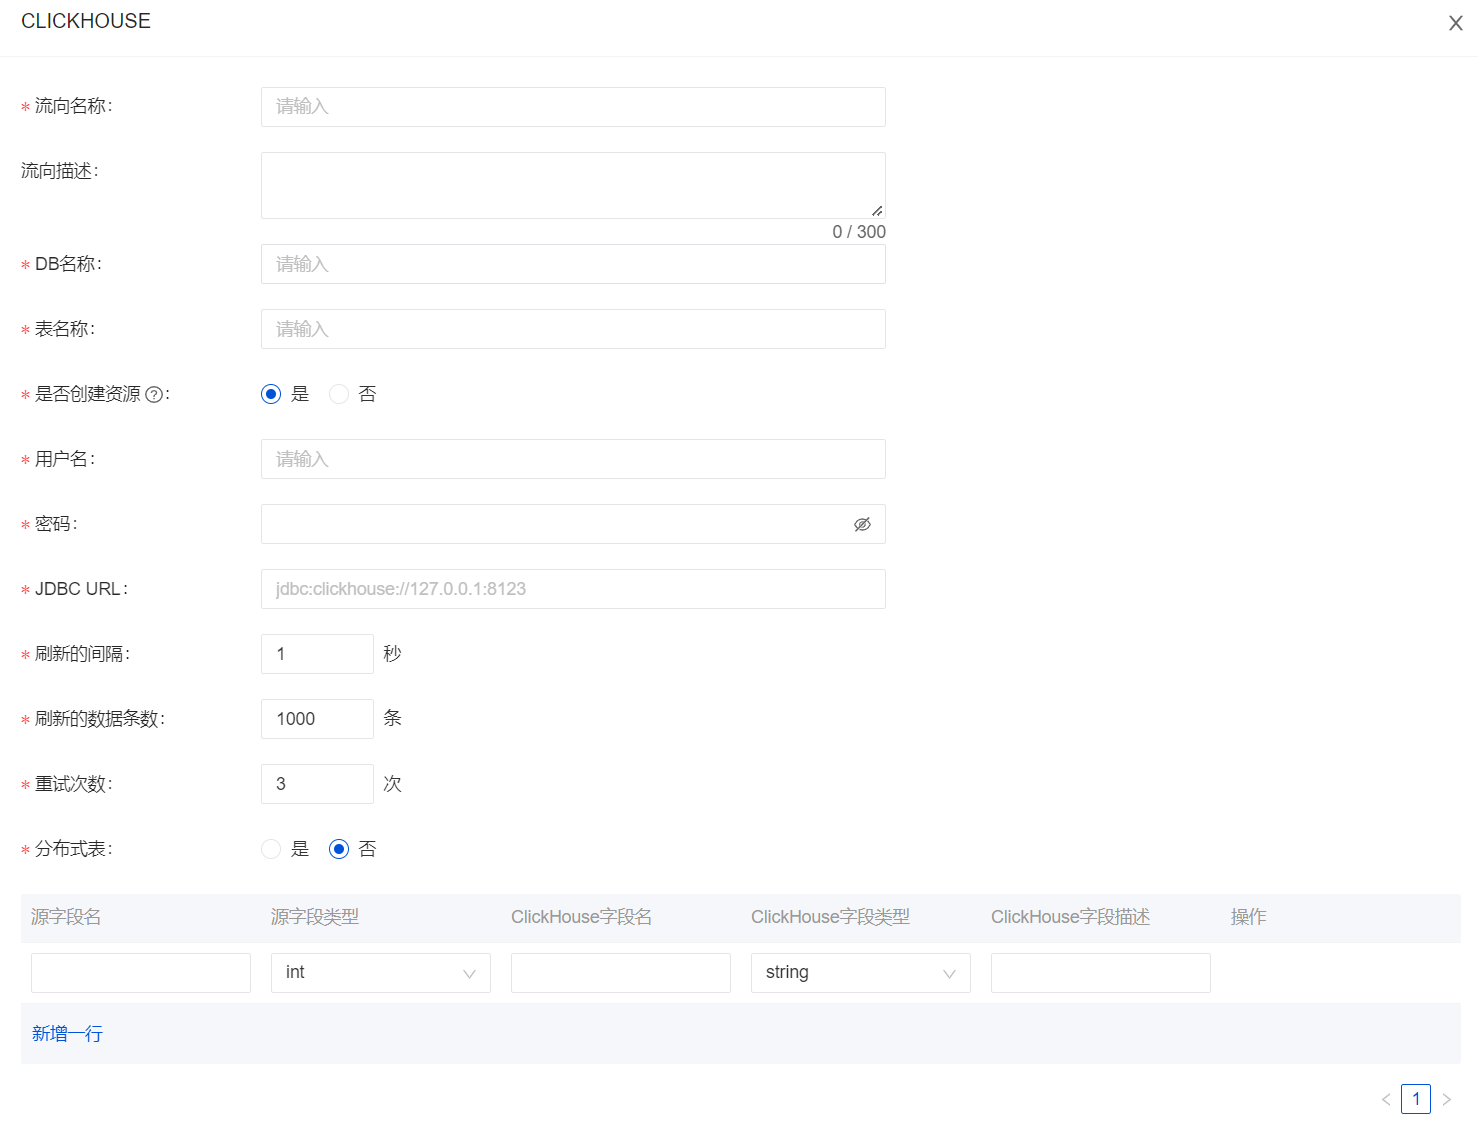 CLICKHOUSE
* 流向名称:
请输入
流向描述:
0 / 300
* DB名称:
请输入
* 表名称:
请输入
* 是否创建资源?:
是 否
* 用户名:
请输入
* 密码:
* JDBC URL:
jdbc:clickhouse://127.0.0.1:8123
* 刷新的间隔:
1 秒
* 刷新的数据条数:
1000 条
* 重试次数:
3 次
* 分布式表:
是 否
源字段名 源字段类型 ClickHouse字段名 ClickHouse字段类型 ClickHouse字段描述 操作
int string
新增一行
< 1 >